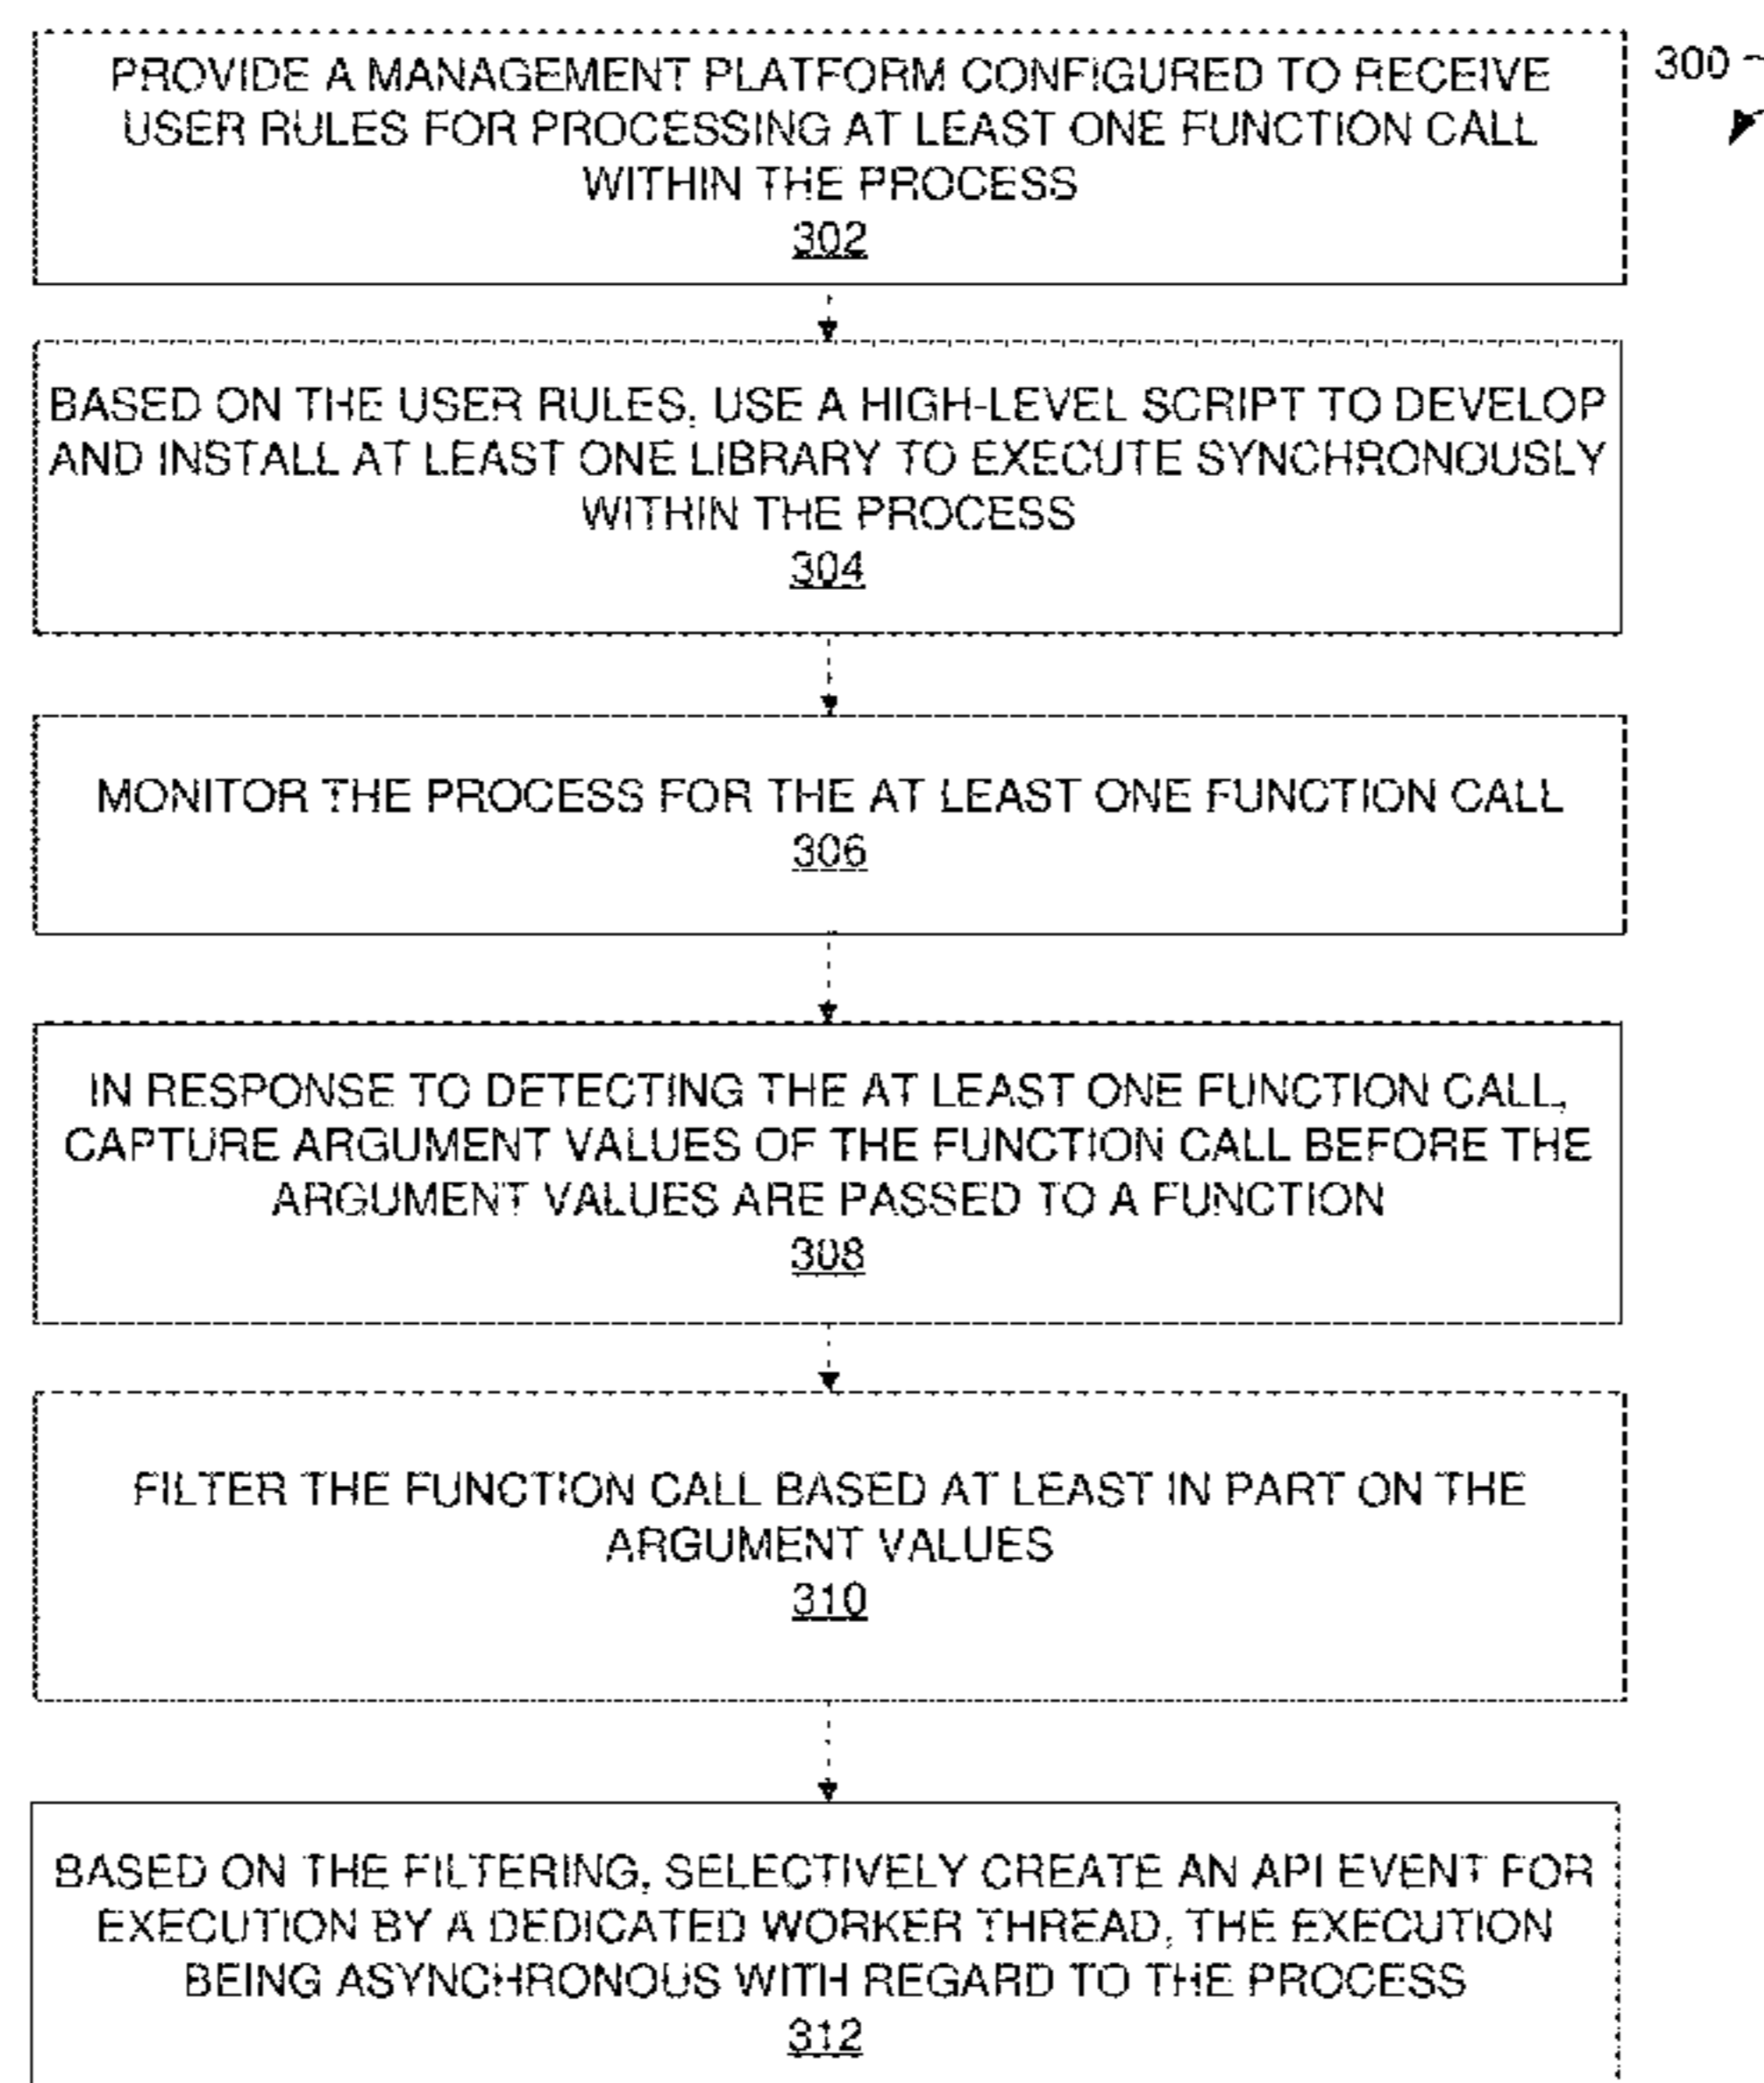 PROVIDE A MANAGEMENT PLATFORM CONFIGURED TO RECEIVE
USER RULES FOR PROCESSING AT LEAST ONE FUNCTION CALL
WITHIN THE PROCESS
302
300
BASED ON THE USER RULES, USE A HIGH-LEVEL SCRIPT TO DEVELOP
AND INSTALL AT LEAST ONE LIBRARY TO EXECUTE SYNCHRONOUSLY
WITHIN THE PROCESS
304
MONITOR THE PROCESS FOR THE AT LEAST ONE FUNCTION CALL
306
IN RESPONSE TO DETECTING THE AT LEAST ONE FUNCTION CALL,
CAPTURE ARGUMENT VALUES OF THE FUNCTION CALL BEFORE THE
ARGUMENT VALUES ARE PASSED TO A FUNCTION
308
FILTER THE FUNCTION CALL BASED AT LEAST IN PART ON THE
ARGUMENT VALUES
310
BASED ON THE FILTERING, SELECTIVELY CREATE AN API EVENT FOR
EXECUTION BY A DEDICATED WORKER THREAD, THE EXECUTION
BEING ASYNCHRONOUS WITH REGARD TO THE PROCESS
312